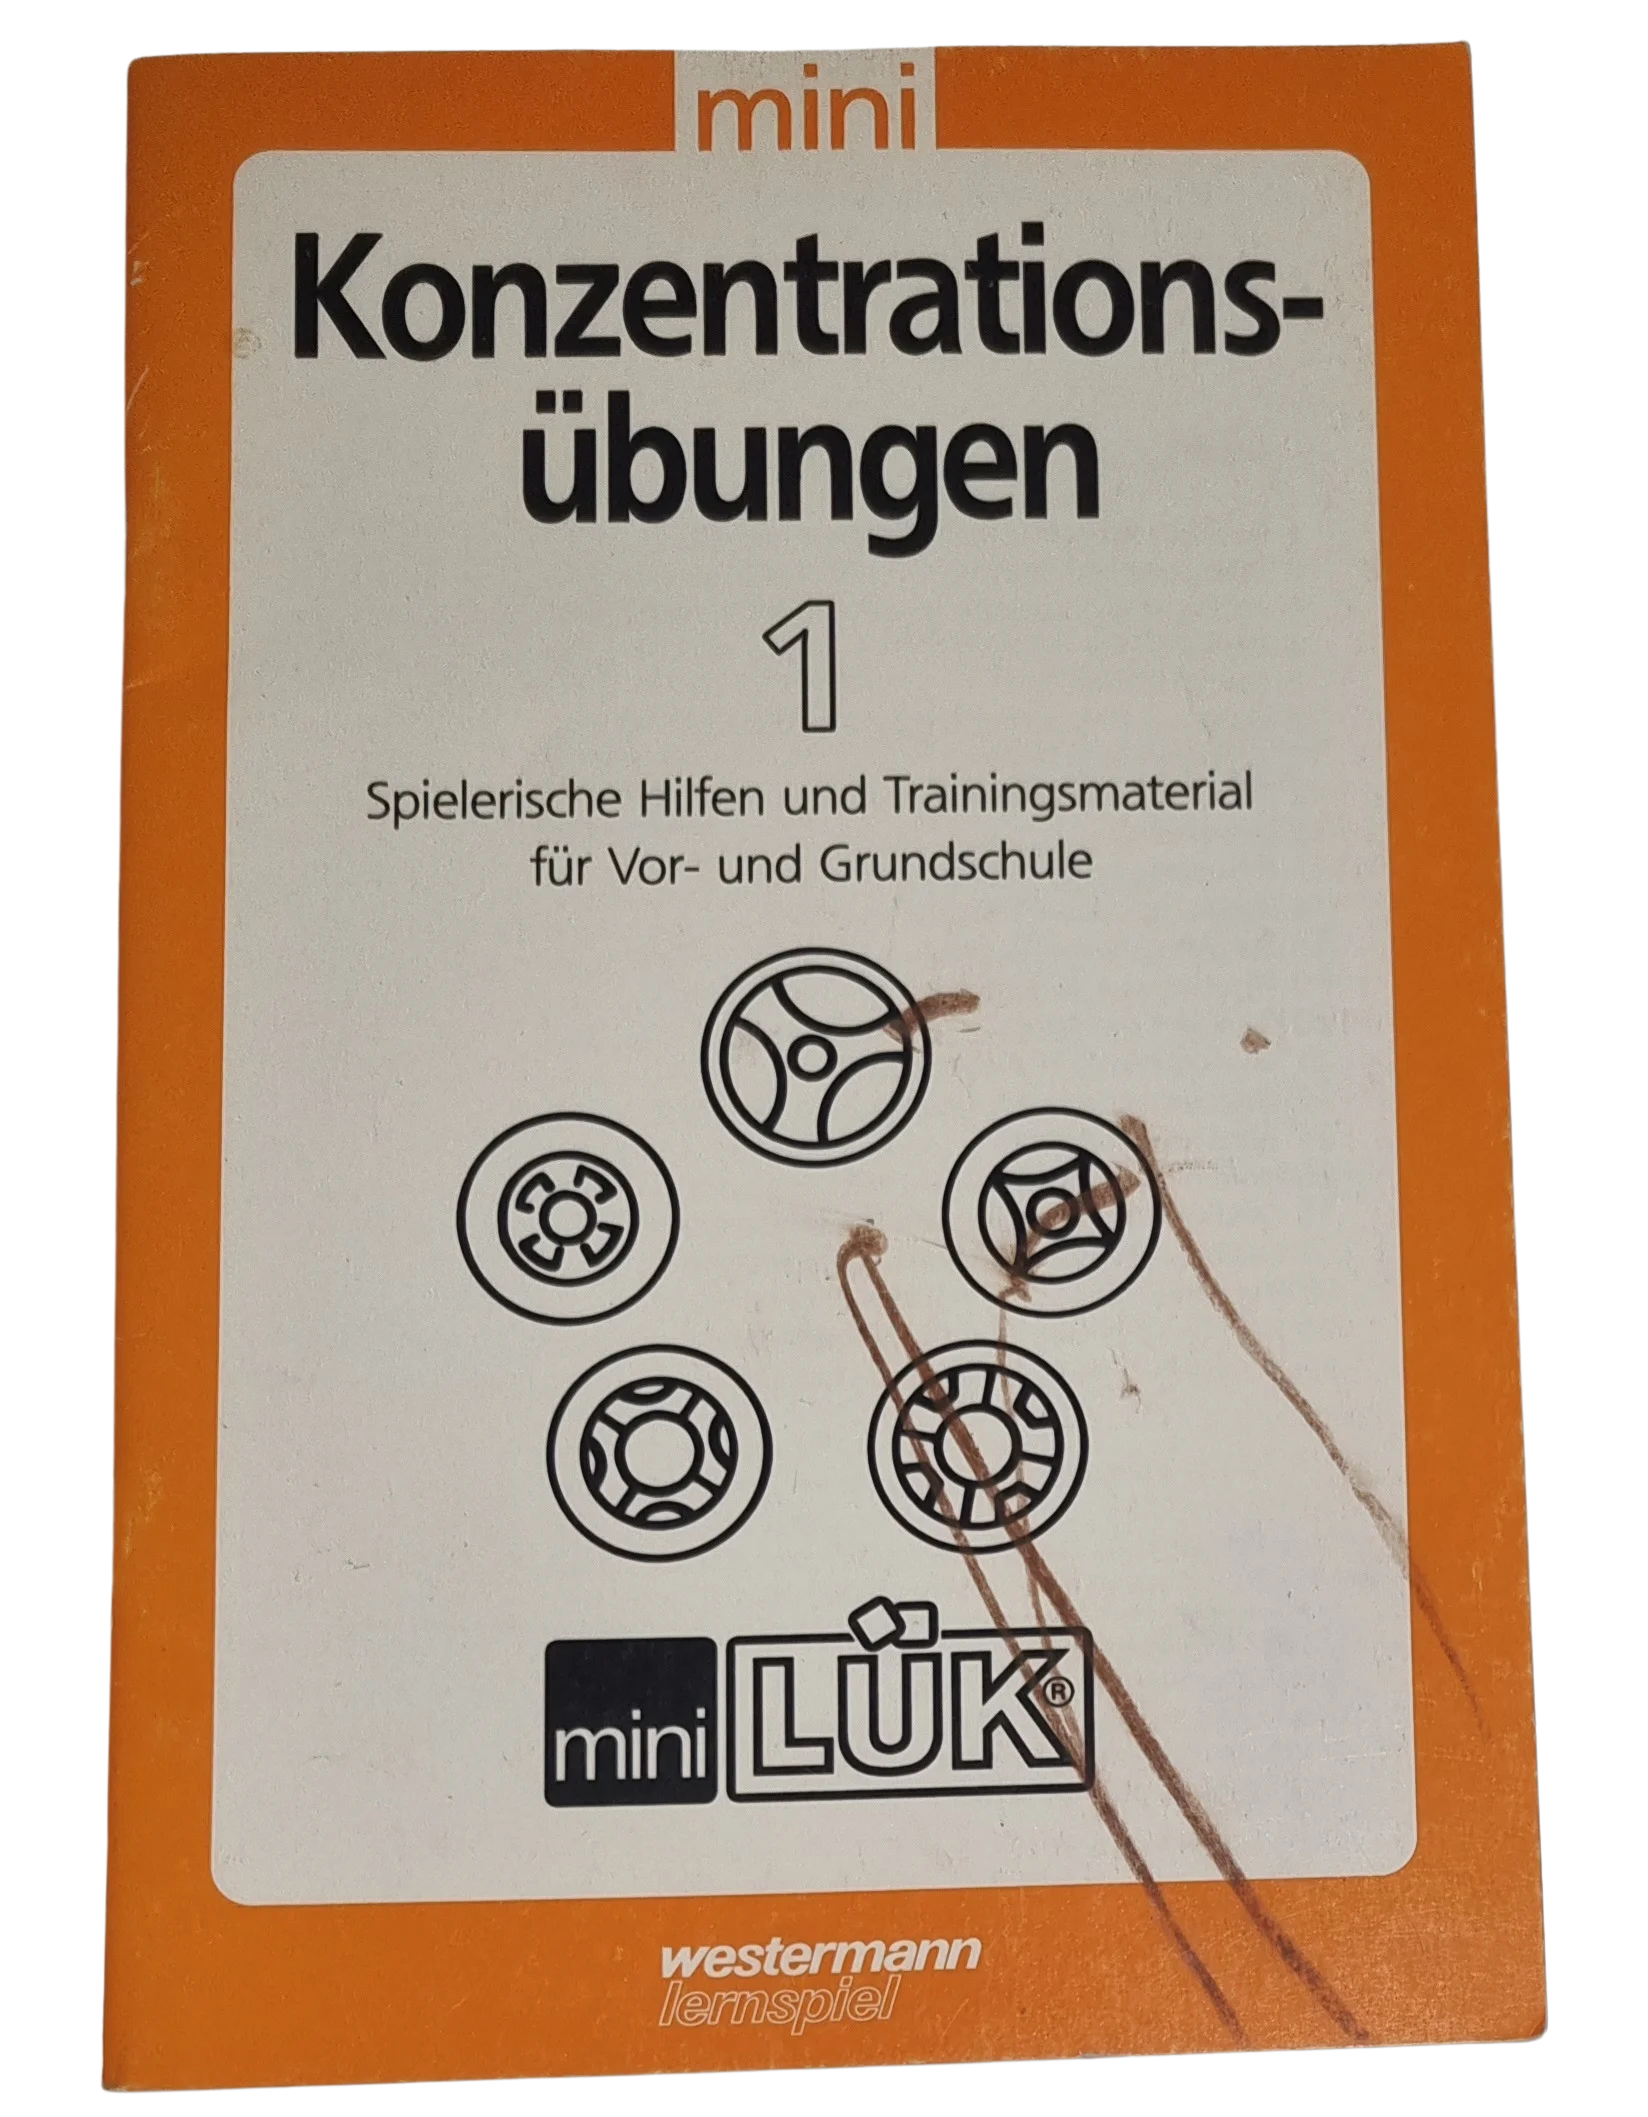 mini
Konzentrations-
übungen
1
Spielerische Hilfen und Trainingsmaterial
für Vor- und Grundschule
mini LÜK®
westermann
lernspiel